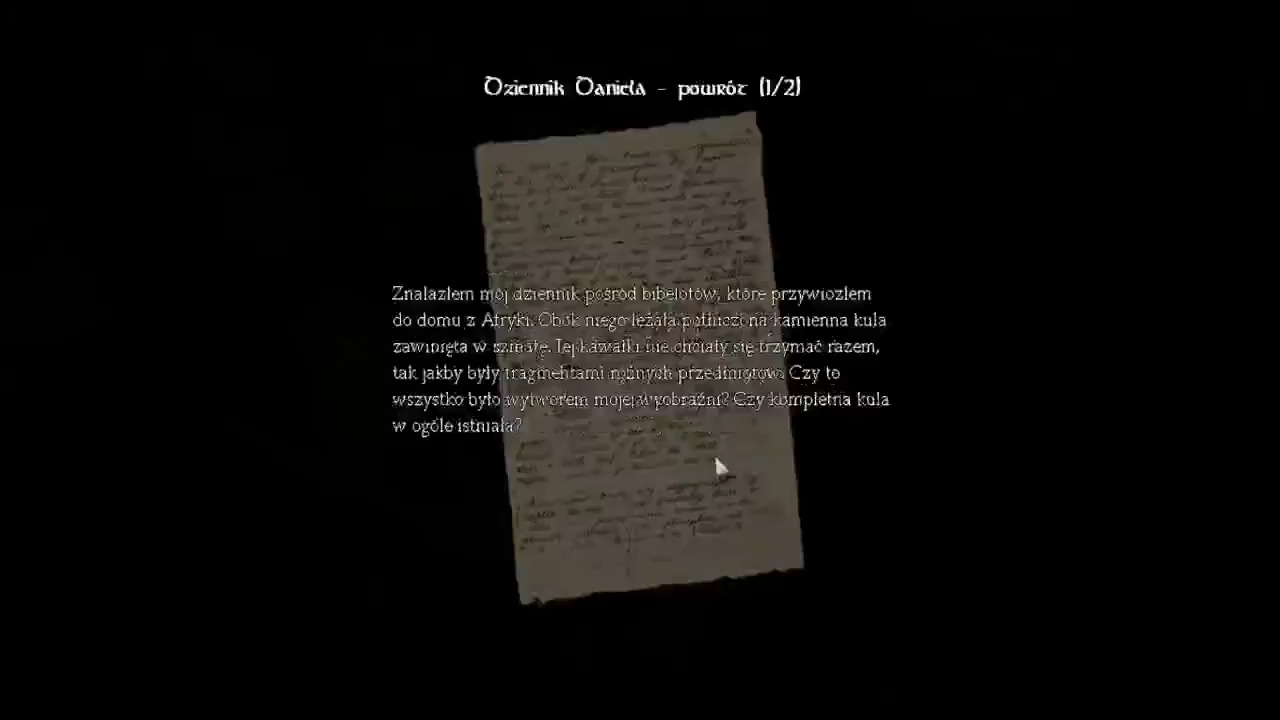 Dziennik Daniela - powrót (1/2)
Znalazłem mój dziennik pośród bibelotów, które przywiozłem
do domu z Afryki. Obok niego leżała potłuczona kamienna kula
zawinięta w szmatę. Jej kawałki nie chciały się trzymać razem,
tak jakby były fragmentami różnych przedmiotów. Czy to
wszystko było wytworem mojej wyobraźni? Czy kompletna kula
w ogóle istniała?